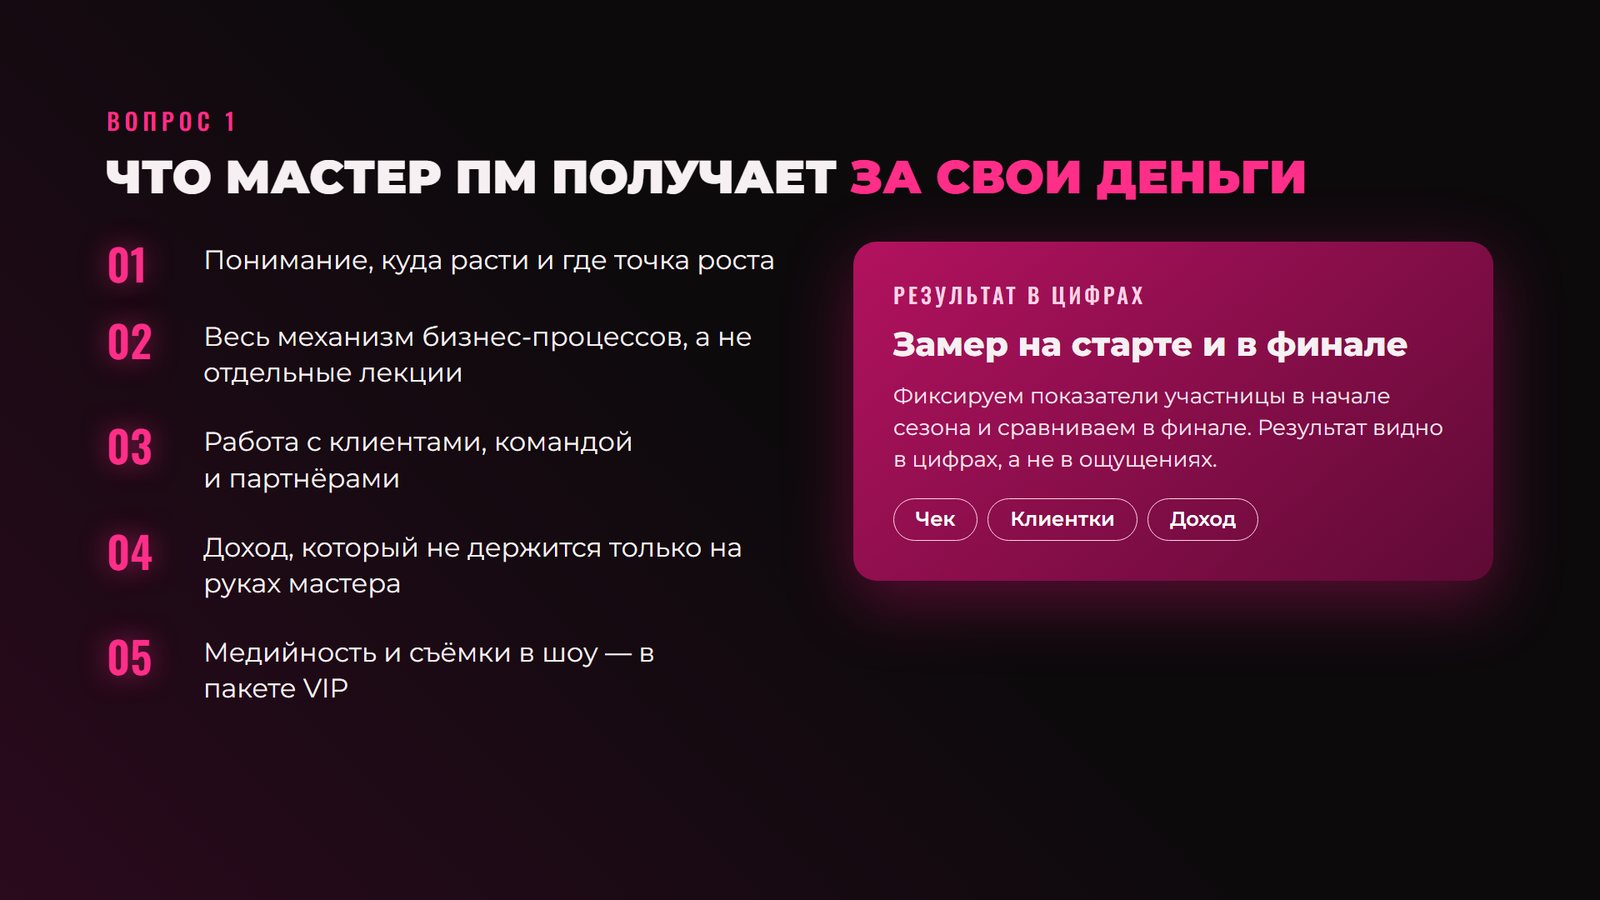 ВОПРОС 1
ЧТО МАСТЕР ПМ ПОЛУЧАЕТ ЗА СВОИ ДЕНЬГИ
01 Понимание, куда расти и где точка роста
02 Весь механизм бизнес-процессов, а не
отдельные лекции
03 Работа с клиентами, командой
и партнёрами
04 Доход, который не держится только на
руках мастера
05 Медийность и съёмки в шоу — в
пакете VIP
РЕЗУЛЬТАТ В ЦИФРАХ
Замер на старте и в финале
Фиксируем показатели участницы в начале
сезона и сравниваем в финале. Результат видно
в цифрах, а не в ощущениях.
Чек Клиентки Доход